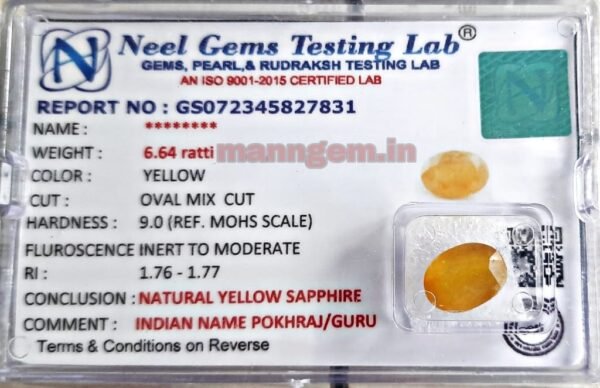 Neel Gems Testing Lab®
GEMS, PEARL,& RUDRAKSH TESTING LAB
AN ISO 9001-2015 CERTIFIED LAB
REPORT NO : GS072345827831
NAME : ********
WEIGHT : 6.64 ratti manngem.in
COLOR : YELLOW
CUT : OVAL MIX CUT
HARDNESS : 9.0 (REF. MOHS SCALE)
FLUROSCENCE INERT TO MODERATE
RI : 1.76 - 1.77
CONCLUSION : NATURAL YELLOW SAPPHIRE
COMMENT : INDIAN NAME POKHRAJ/GURU
Terms & Conditions on Reverse